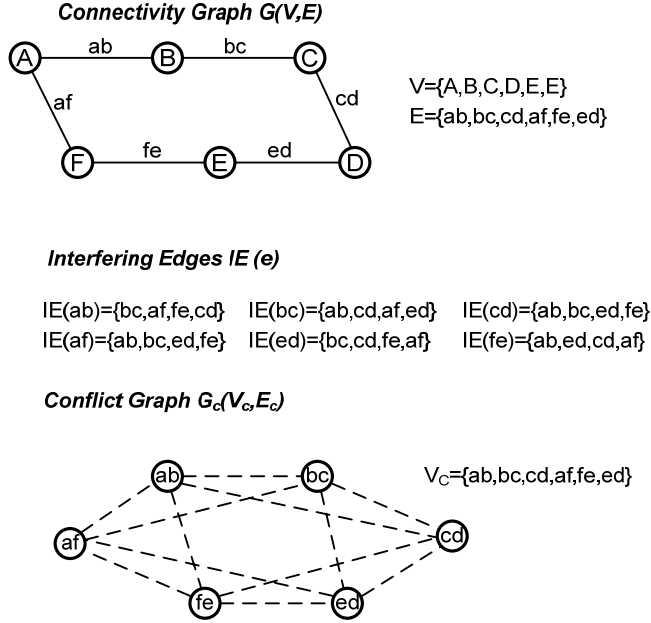 Connectivity Graph G(V,E)
A ab B bc C
af cd
V={A,B,C,D,E,E}
E={ab,bc,cd,af,fe,ed}
F fe E ed D
Interfering Edges IE (e)
IE(ab)={bc,af,fe,cd} IE(bc)={ab,cd,af,ed} IE(cd)={ab,bc,ed,fe}
IE(af)={ab,bc,ed,fe} IE(ed)={bc,cd,fe,af} IE(fe)={ab,ed,cd,af}
Conflict Graph Gc(Vc,Ec)
ab bc
VC={ab,bc,cd,af,fe,ed}
af cd
fe ed